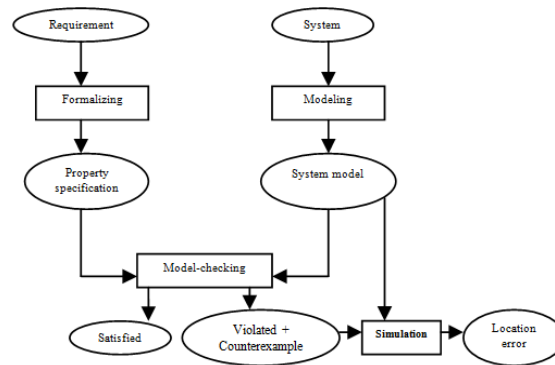 Requirement
System
Formalizing
Modeling
Property
specification
System model
Model-checking
Satisfied
Violated +
Counterexample
Simulation
Location
error